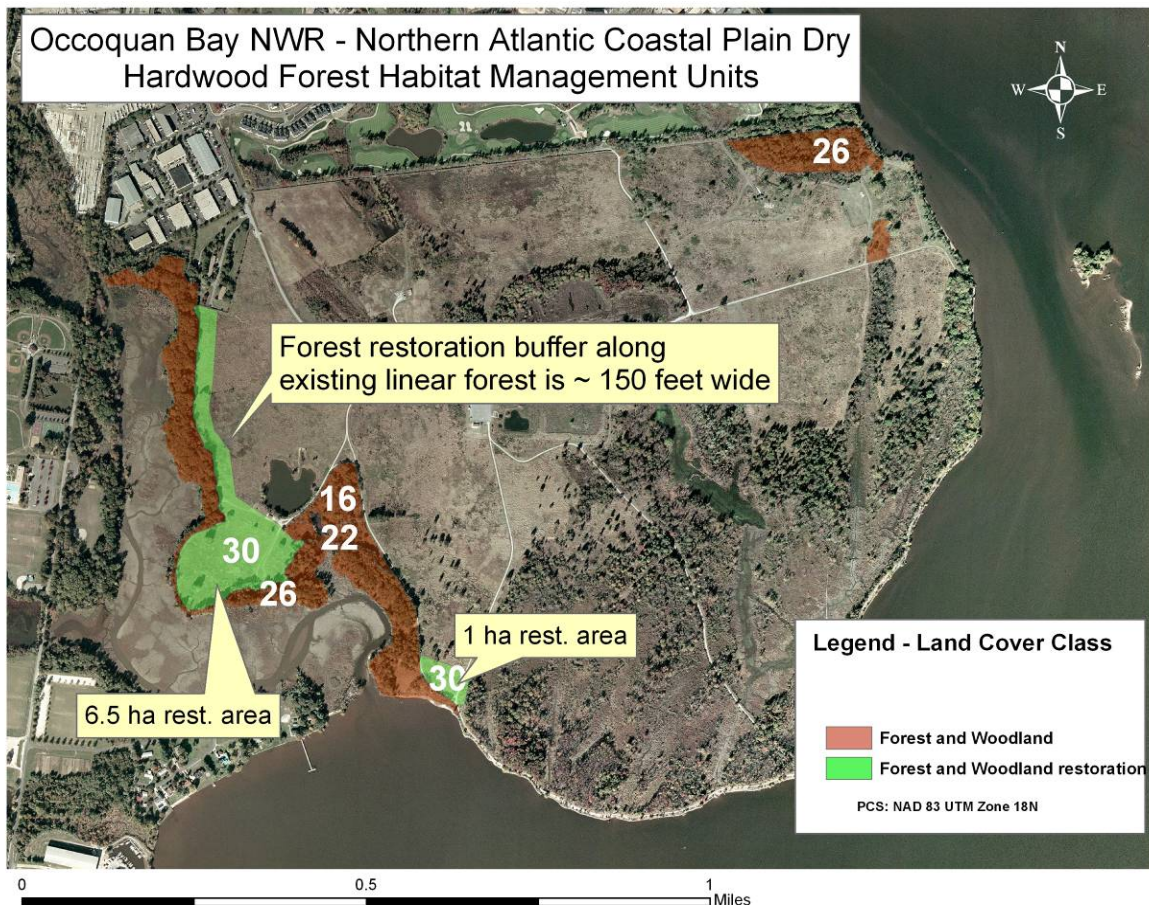 Occoquan Bay NWR - Northern Atlantic Coastal Plain Dry
Hardwood Forest Habitat Management Units
N
W E
S
26
Forest restoration buffer along
existing linear forest is ~ 150 feet wide
16
22
30
26
1 ha rest. area
30
6.5 ha rest. area
Legend - Land Cover Class
Forest and Woodland
Forest and Woodland restoration
PCS: NAD 83 UTM Zone 18N
0 0.5 1
Miles